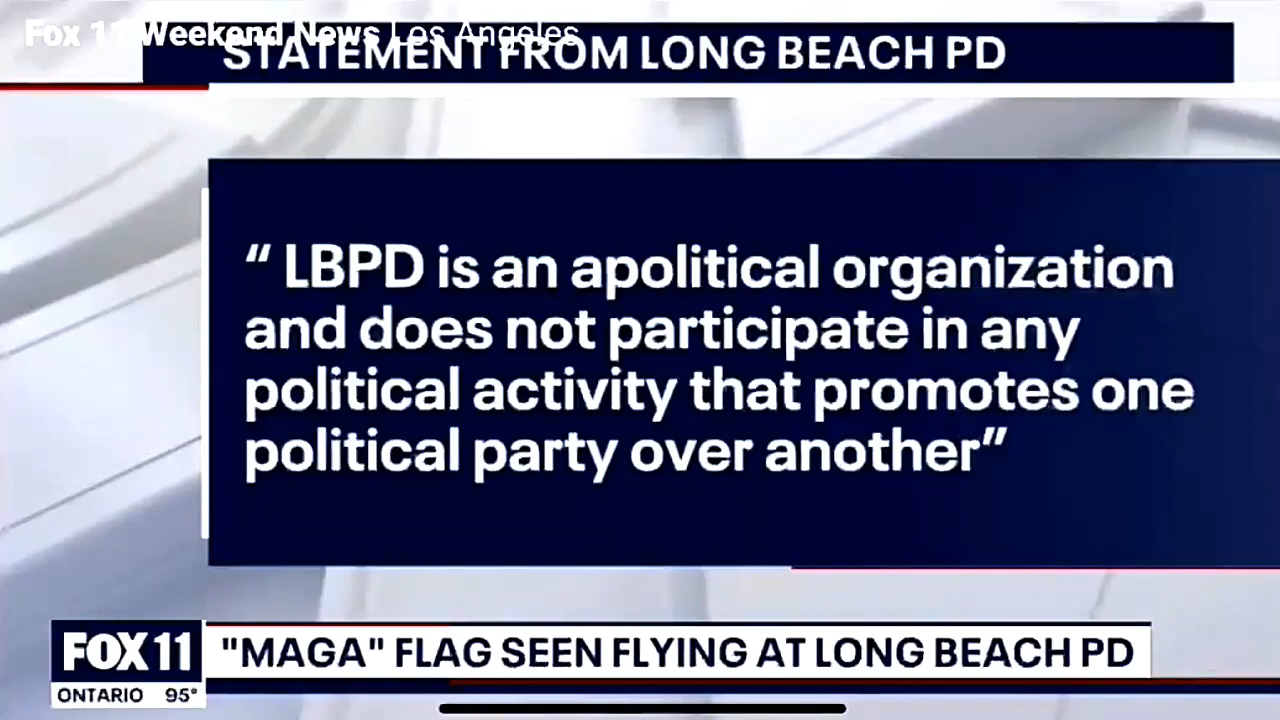 Fox 11 Weekend News Los Angeles
STATEMENT FROM LONG BEACH PD
“ LBPD is an apolitical organization
and does not participate in any
political activity that promotes one
political party over another”
FOX 11
"MAGA" FLAG SEEN FLYING AT LONG BEACH PD
ONTARIO 95°